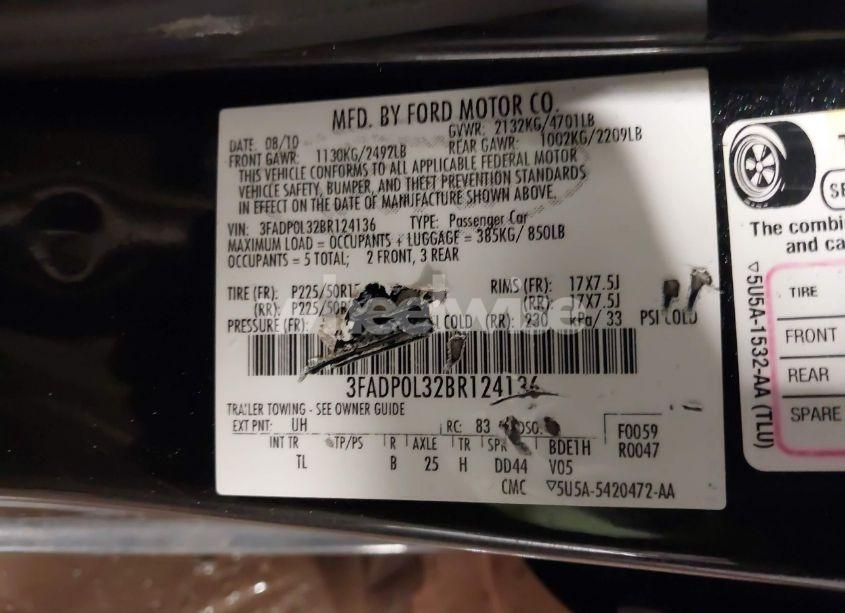 MFD. BY FORD MOTOR CO.
DATE: 08/10 GVWR: 2132KG/4701LB
FRONT GAWR: 1130KG/2492LB REAR GAWR: 1002KG/2209LB
THIS VEHICLE CONFORMS TO ALL APPLICABLE FEDERAL MOTOR
VEHICLE SAFETY, BUMPER, AND THEFT PREVENTION STANDARDS
IN EFFECT ON THE DATE OF MANUFACTURE SHOWN ABOVE.
VIN: 3FADP0L32BR124136 TYPE: Passenger Car
MAXIMUM LOAD = OCCUPANTS + LUGGAGE = 385KG/ 850LB
OCCUPANTS = 5 TOTAL; 2 FRONT, 3 REAR
TIRE (FR): RIMS (FR): 17X7.5J
(RR): (RR): 17X7.5J
PRESSURE (FR): COLD (RR): 230 kPa/ 33 PSI COLD
3FADP0L32BR124136
TRAILER TOWING - SEE OWNER GUIDE
EXT PNT: UH RC: 83 DSO: F0059
INT TR TP/PS R AXLE TR SPR BDE1H R0047
TL B 25 H DD44 V05
CMC ▽5U5A-5420472-AA
SE
The combin
and ca
TIRE
FRONT
REAR
SPARE
▽5U5A-1532-AA (TLU)